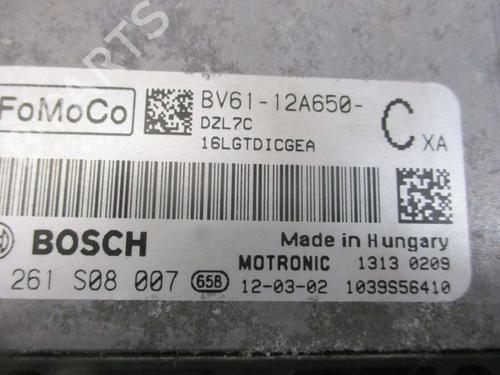 FoMoCo
BV61-12A650-
C XA
DZL7C
16LGTDICGEA
BOSCH
Made in Hungary
MOTRONIC 1313 0209
261 S08 007 65B 12-03-02 1039S56410